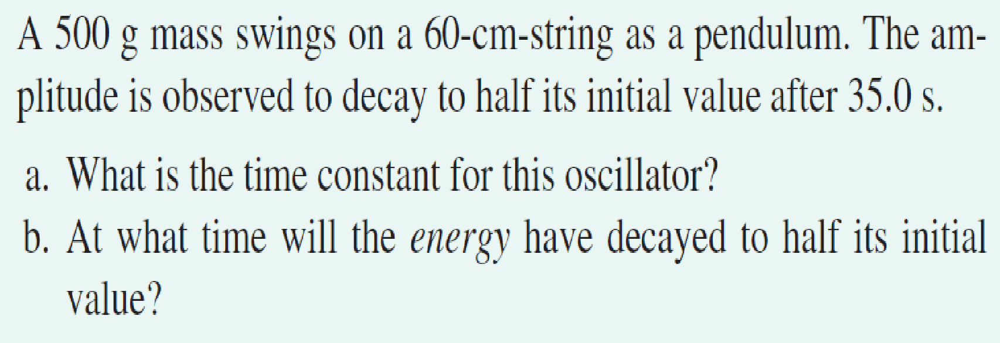 A 500 g mass swings on a 60-cm-string as a pendulum. The am-
plitude is observed to decay to half its initial value after 35.0 s.
a. What is the time constant for this oscillator?
b. At what time will the energy have decayed to half its initial
value?